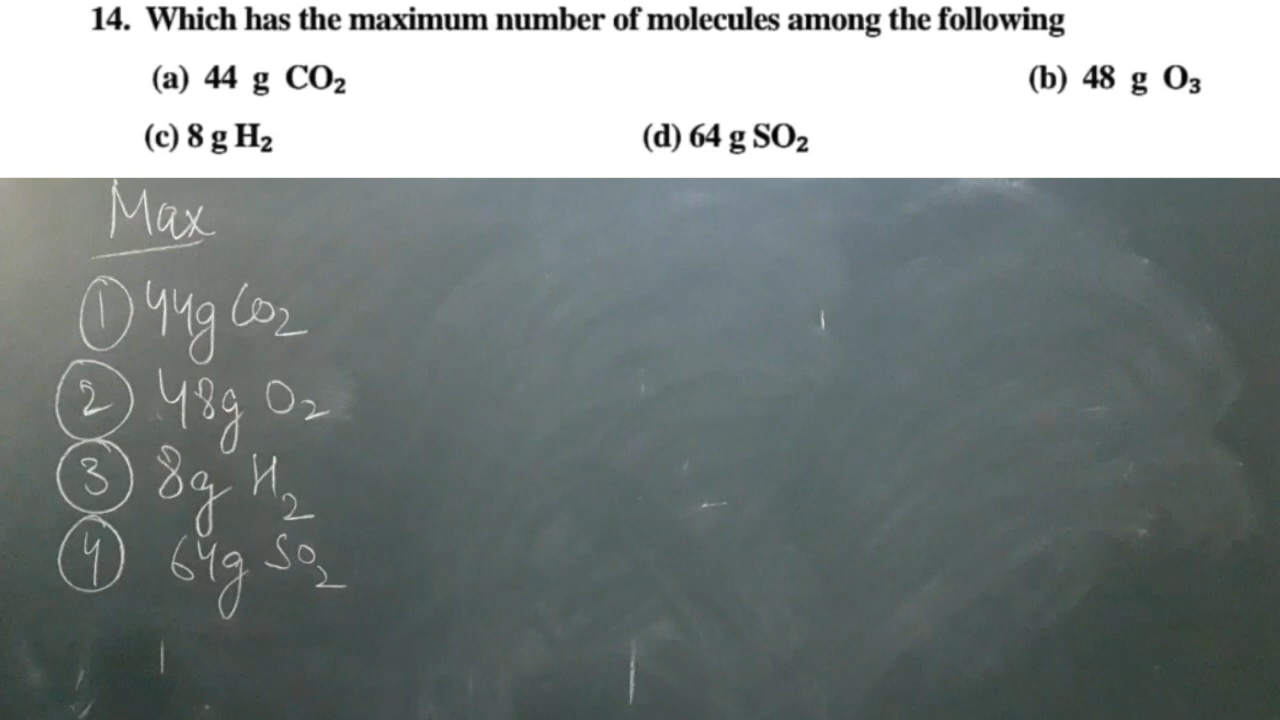 14. Which has the maximum number of molecules among the following
(a) 44 g CO₂ (b) 48 g O₃
(c) 8 g H₂ (d) 64 g SO₂
Max
① 44g CO₂
② 48g O₂
③ 8g H₂
④ 64g SO₂